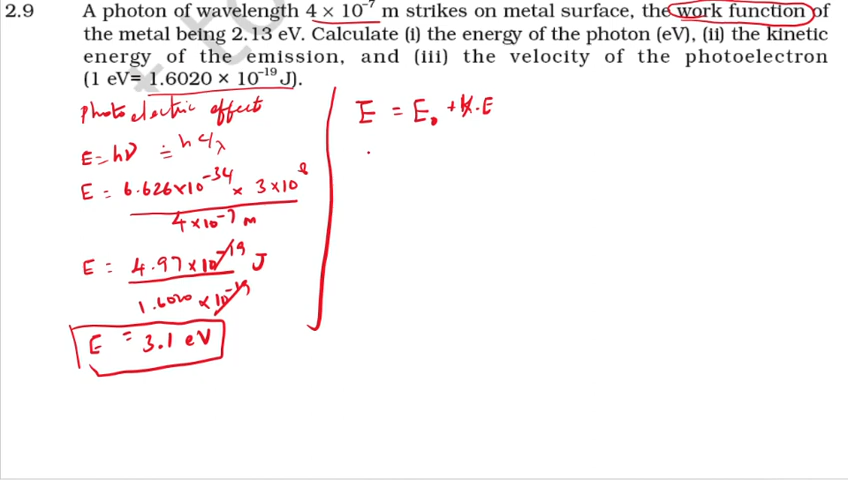 2.9 A photon of wavelength 4 × 10⁻⁷ m strikes on metal surface, the work function of
the metal being 2.13 eV. Calculate (i) the energy of the photon (eV), (ii) the kinetic
energy of the emission, and (iii) the velocity of the photoelectron
(1 eV= 1.6020 × 10⁻¹⁹ J).
Photo electric effect
E = hν = h c/λ
E = 6.626×10⁻³⁴ × 3×10⁸
4×10⁻⁷ m
E = 4.97×10⁻¹⁹ J
1.6020 × 10⁻¹⁹
E = 3.1 eV
E = E₀ + K.E